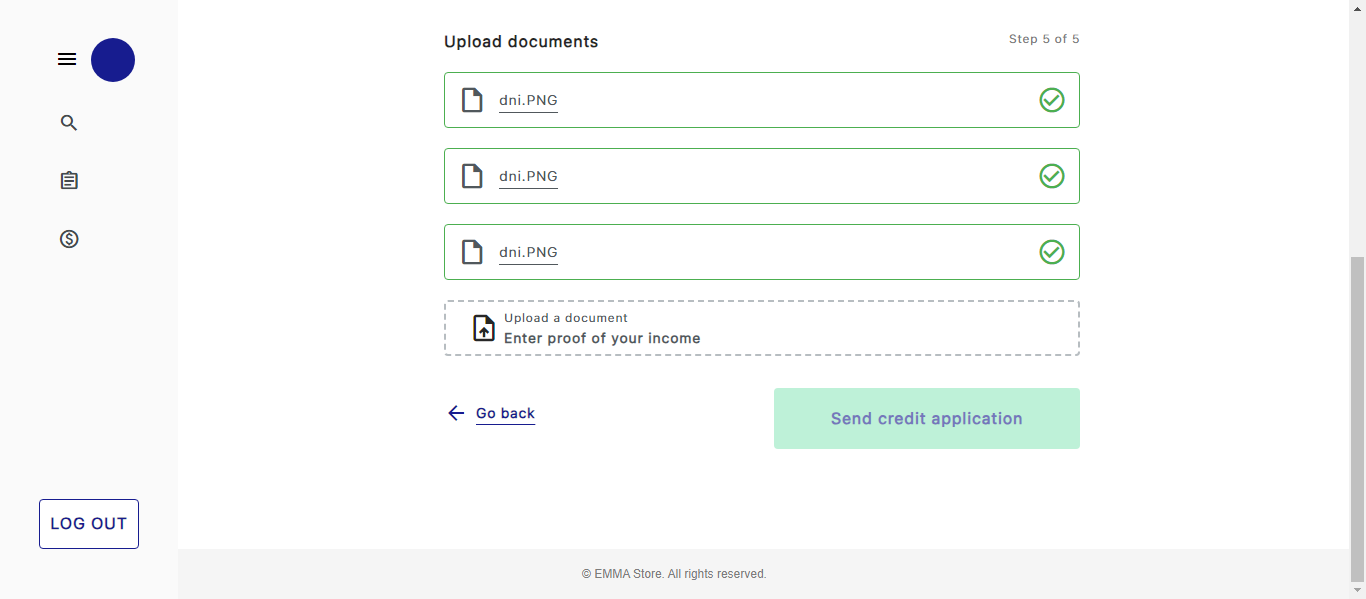 Upload documents
Step 5 of 5
dni.PNG
dni.PNG
dni.PNG
Upload a document
Enter proof of your income
Go back
Send credit application
LOG OUT
© EMMA Store. All rights reserved.